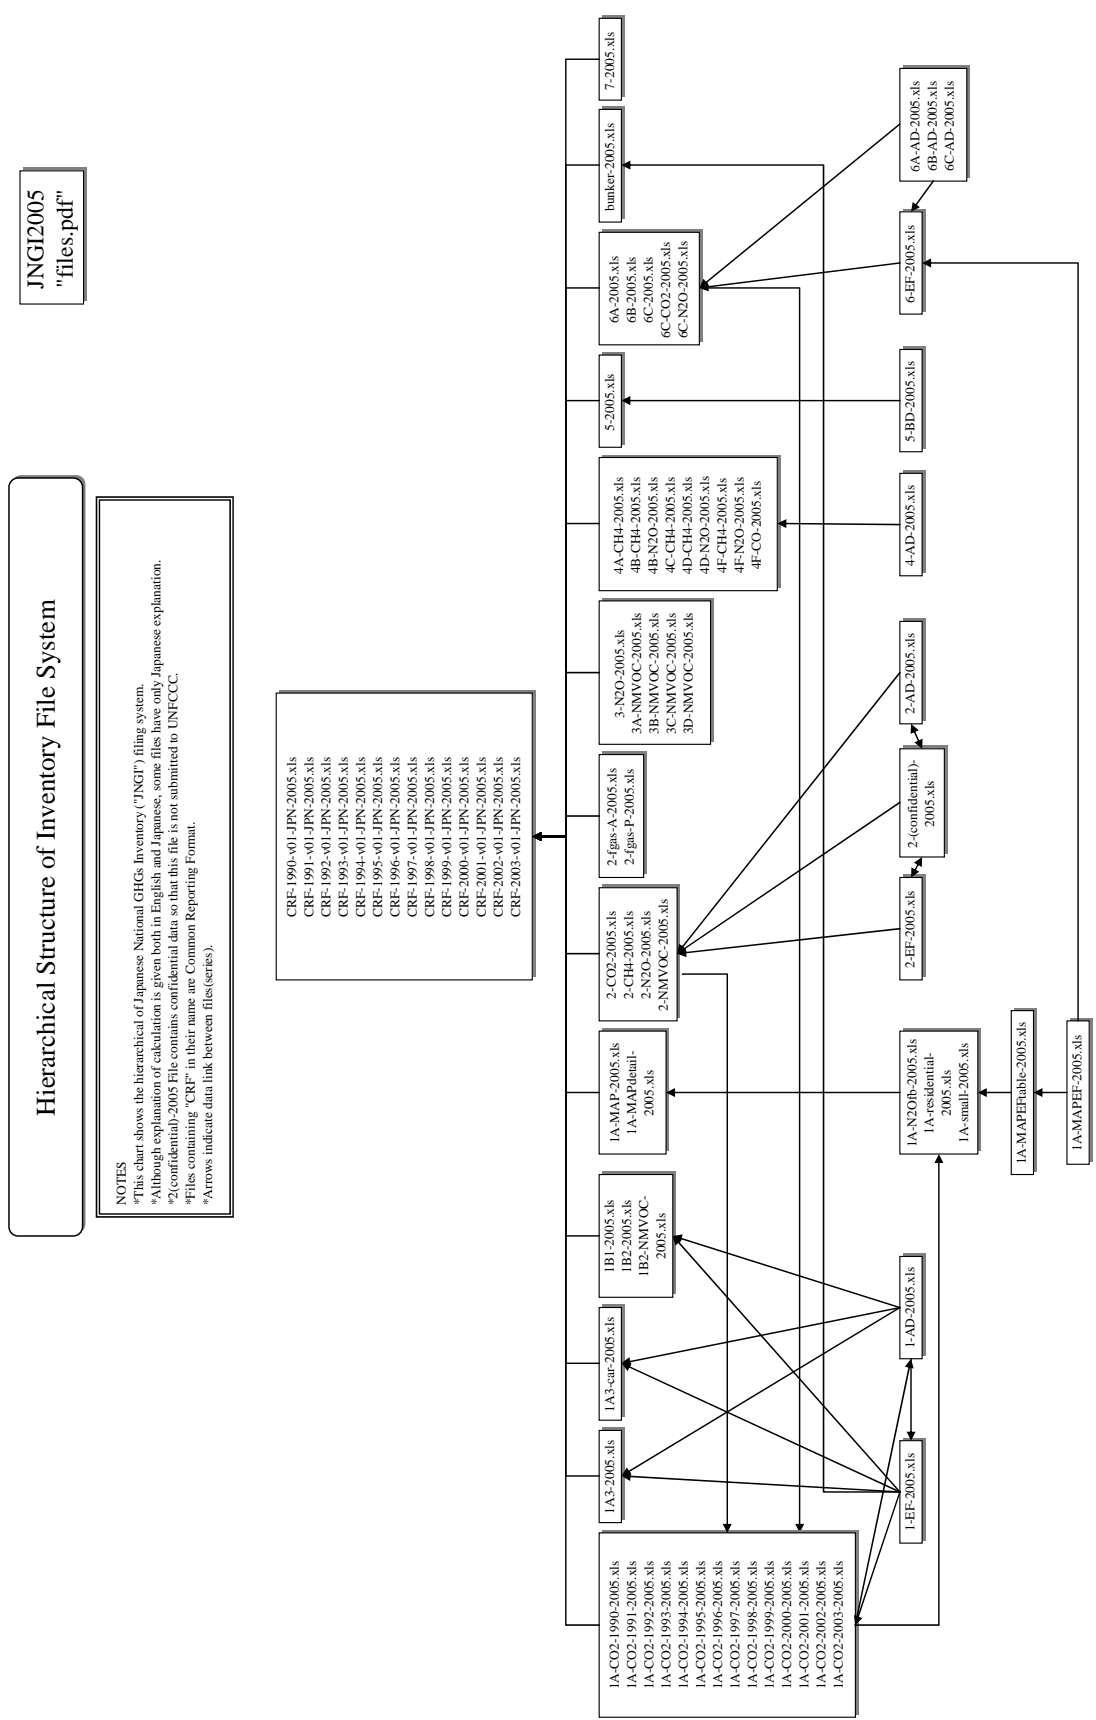 Hierarchical Structure of Inventory File System
JNGI2005
"files.pdf"
NOTES
*This chart shows the hierarchical of Japanese National GHGs Inventory ("JNGI") filing system.
*Although explanation of calculation is given both in English and Japanese, some files have only Japanese explanation.
*2(confidential)-2005 File contains confidential data so that this file is not submitted to UNFCCC.
*Files containing "CRF" in their name are Common Reporting Format.
*Arrows indicate data link between files(series).
CRF-1990-v01-JPN-2005.xls
CRF-1991-v01-JPN-2005.xls
CRF-1992-v01-JPN-2005.xls
CRF-1993-v01-JPN-2005.xls
CRF-1994-v01-JPN-2005.xls
CRF-1995-v01-JPN-2005.xls
CRF-1996-v01-JPN-2005.xls
CRF-1997-v01-JPN-2005.xls
CRF-1998-v01-JPN-2005.xls
CRF-1999-v01-JPN-2005.xls
CRF-2000-v01-JPN-2005.xls
CRF-2001-v01-JPN-2005.xls
CRF-2002-v01-JPN-2005.xls
CRF-2003-v01-JPN-2005.xls
1A-CO2-1990-2005.xls
1A-CO2-1991-2005.xls
1A-CO2-1992-2005.xls
1A-CO2-1993-2005.xls
1A-CO2-1994-2005.xls
1A-CO2-1995-2005.xls
1A-CO2-1996-2005.xls
1A-CO2-1997-2005.xls
1A-CO2-1998-2005.xls
1A-CO2-1999-2005.xls
1A-CO2-2000-2005.xls
1A-CO2-2001-2005.xls
1A-CO2-2002-2005.xls
1A-CO2-2003-2005.xls
1A3-2005.xls
1A3-car-2005.xls
1B1-2005.xls
1B2-2005.xls
1B2-NMVOC-
2005.xls
1A-MAP-2005.xls
1A-MAPdetail-
2005.xls
2-CO2-2005.xls
2-CH4-2005.xls
2-N2O-2005.xls
2-NMVOC-2005.xls
2-fgas-A-2005.xls
2-fgas-P-2005.xls
3-N2O-2005.xls
3A-NMVOC-2005.xls
3B-NMVOC-2005.xls
3C-NMVOC-2005.xls
3D-NMVOC-2005.xls
4A-CH4-2005.xls
4B-CH4-2005.xls
4B-N2O-2005.xls
4C-CH4-2005.xls
4D-CH4-2005.xls
4D-N2O-2005.xls
4F-CH4-2005.xls
4F-N2O-2005.xls
4F-CO-2005.xls
5-2005.xls
6A-2005.xls
6B-2005.xls
6C-2005.xls
6C-CO2-2005.xls
6C-N2O-2005.xls
bunker-2005.xls
7-2005.xls
1-EF-2005.xls
1-AD-2005.xls
1A-N2Ofb-2005.xls
1A-residential-
2005.xls
1A-small-2005.xls
2-EF-2005.xls
2-(confidential)-
2005.xls
2-AD-2005.xls
4-AD-2005.xls
5-BD-2005.xls
6-EF-2005.xls
6A-AD-2005.xls
6B-AD-2005.xls
6C-AD-2005.xls
1A-MAPEFtable-2005.xls
1A-MAPEF-2005.xls